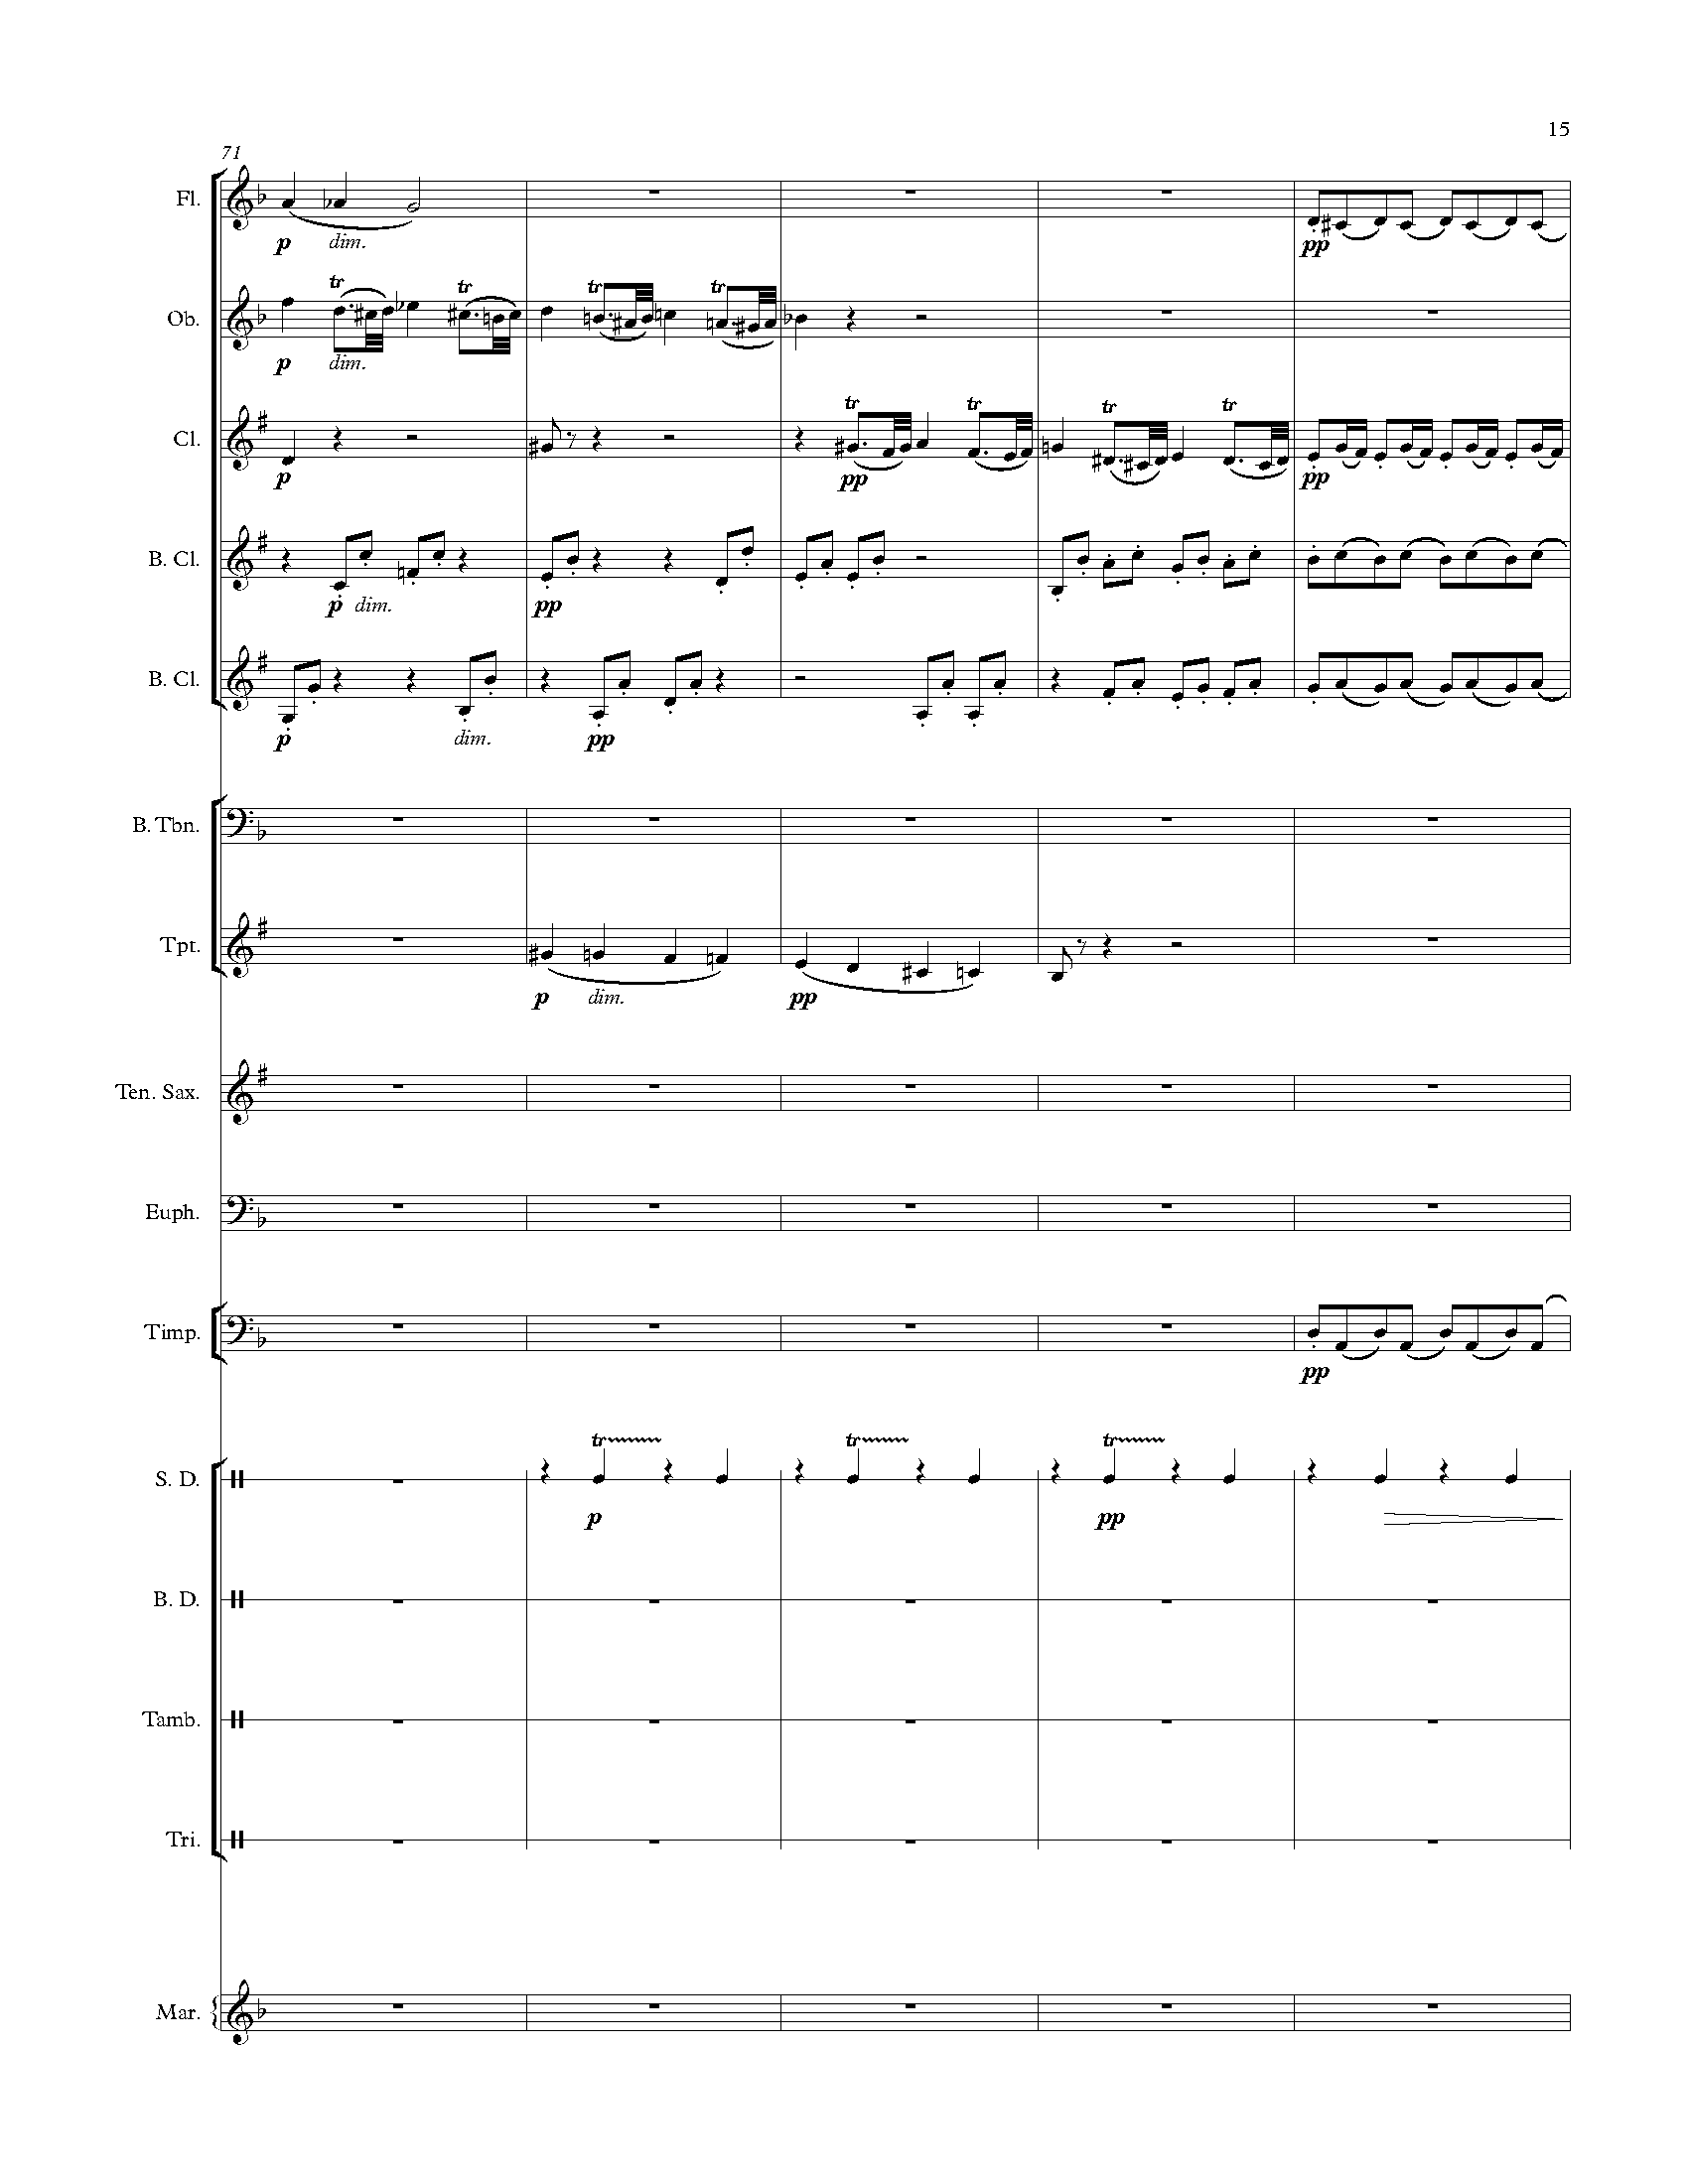 15
71
Fl.
p dim.
pp
Ob.
tr tr tr tr
p dim.
Cl.
tr tr tr tr
p pp pp
B. Cl.
p dim. pp
B. Cl.
p dim. pp
B. Tbn.
Tpt.
p dim. pp
Ten. Sax.
Euph.
Timp.
pp
tr tr tr
S. D.
p pp
B. D.
Tamb.
Tri.
Mar.